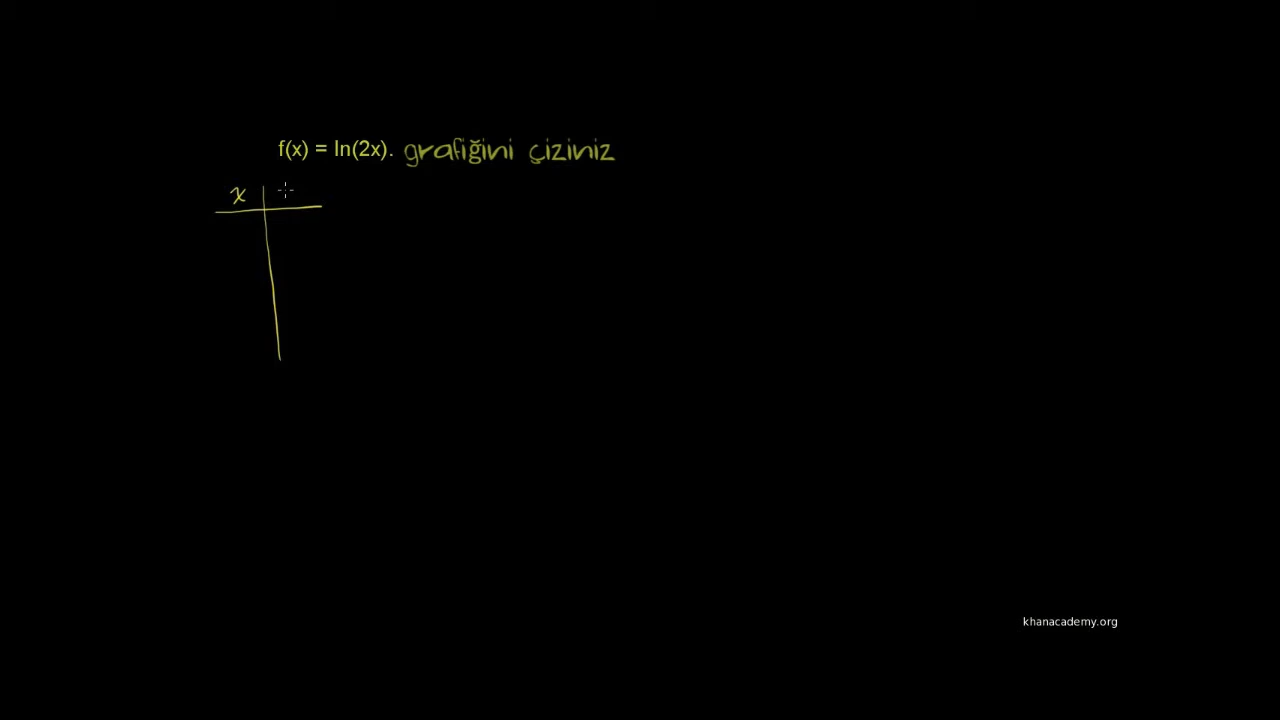 f(x) = ln(2x). grafiğini çiziniz
x
khanacademy.org